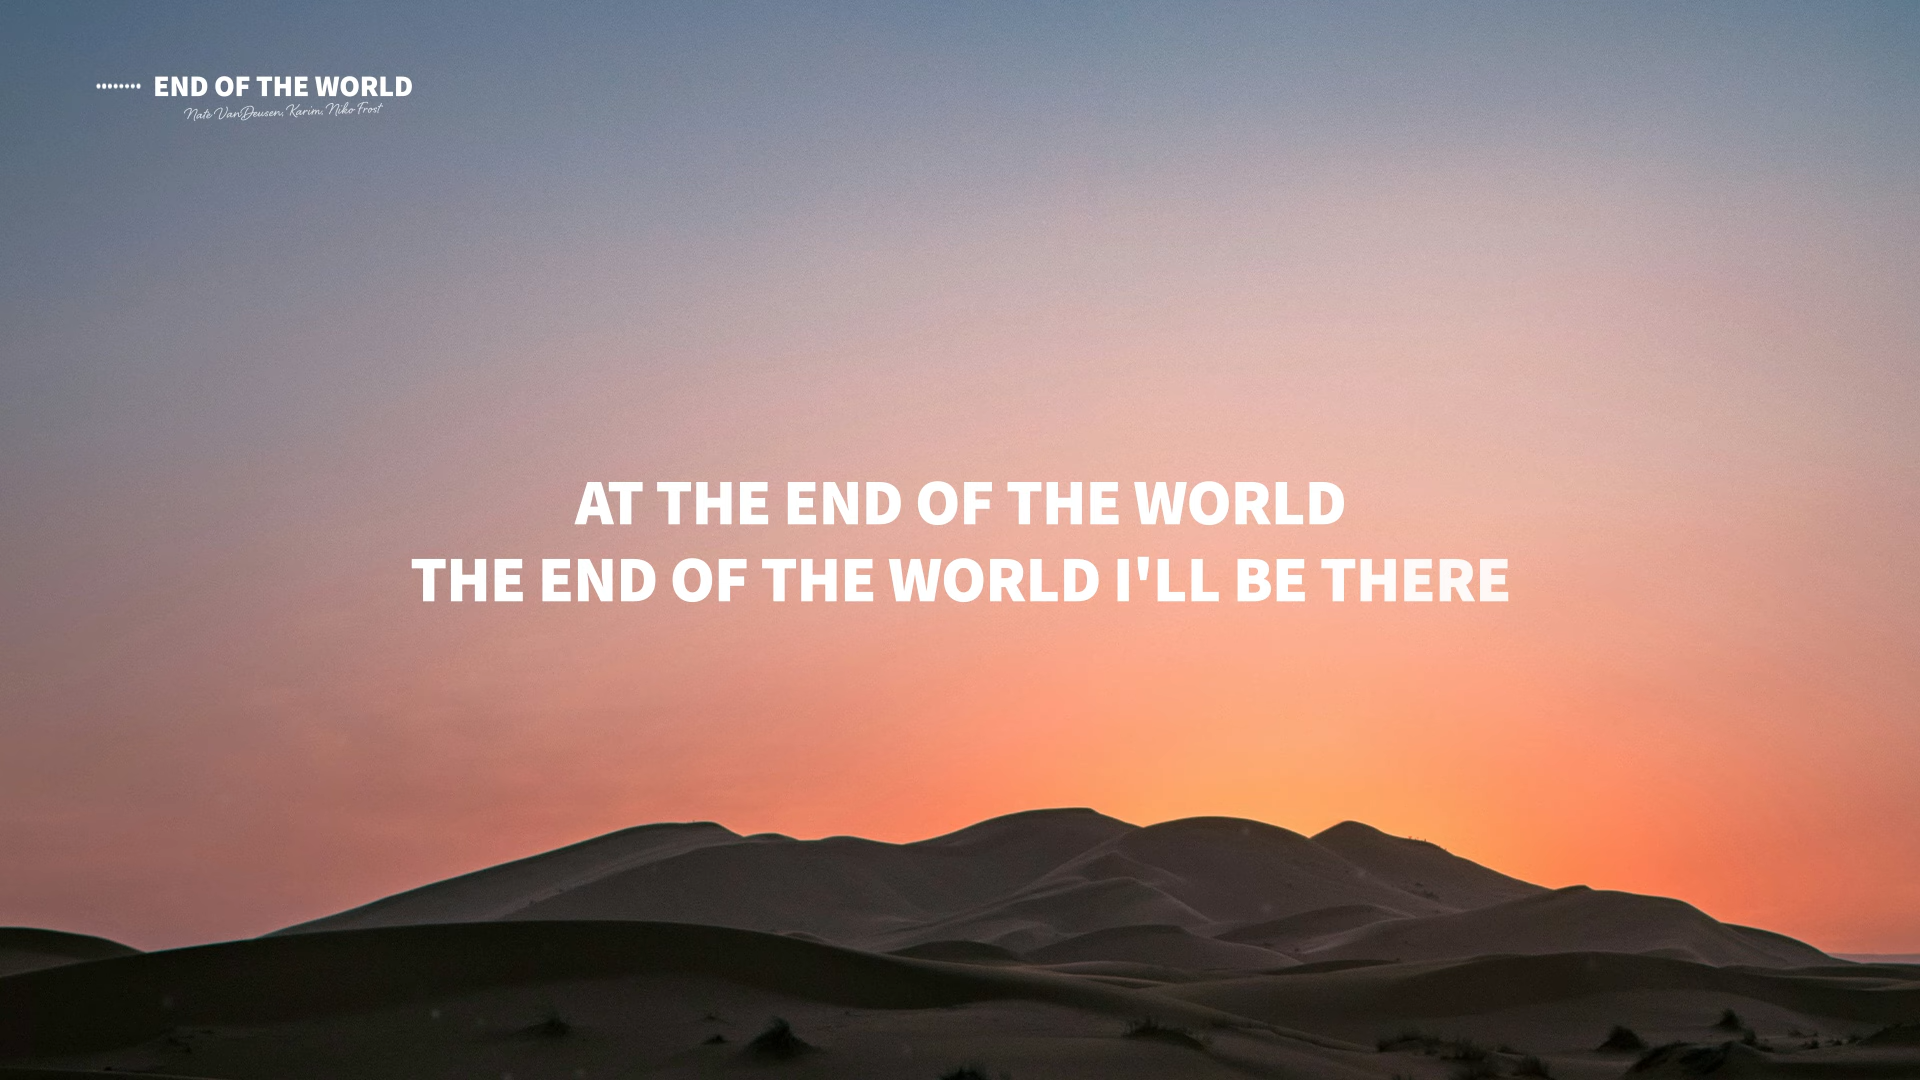 END OF THE WORLD
Nate VanDeusen, Karim, Niko Frost
AT THE END OF THE WORLD
THE END OF THE WORLD I'LL BE THERE